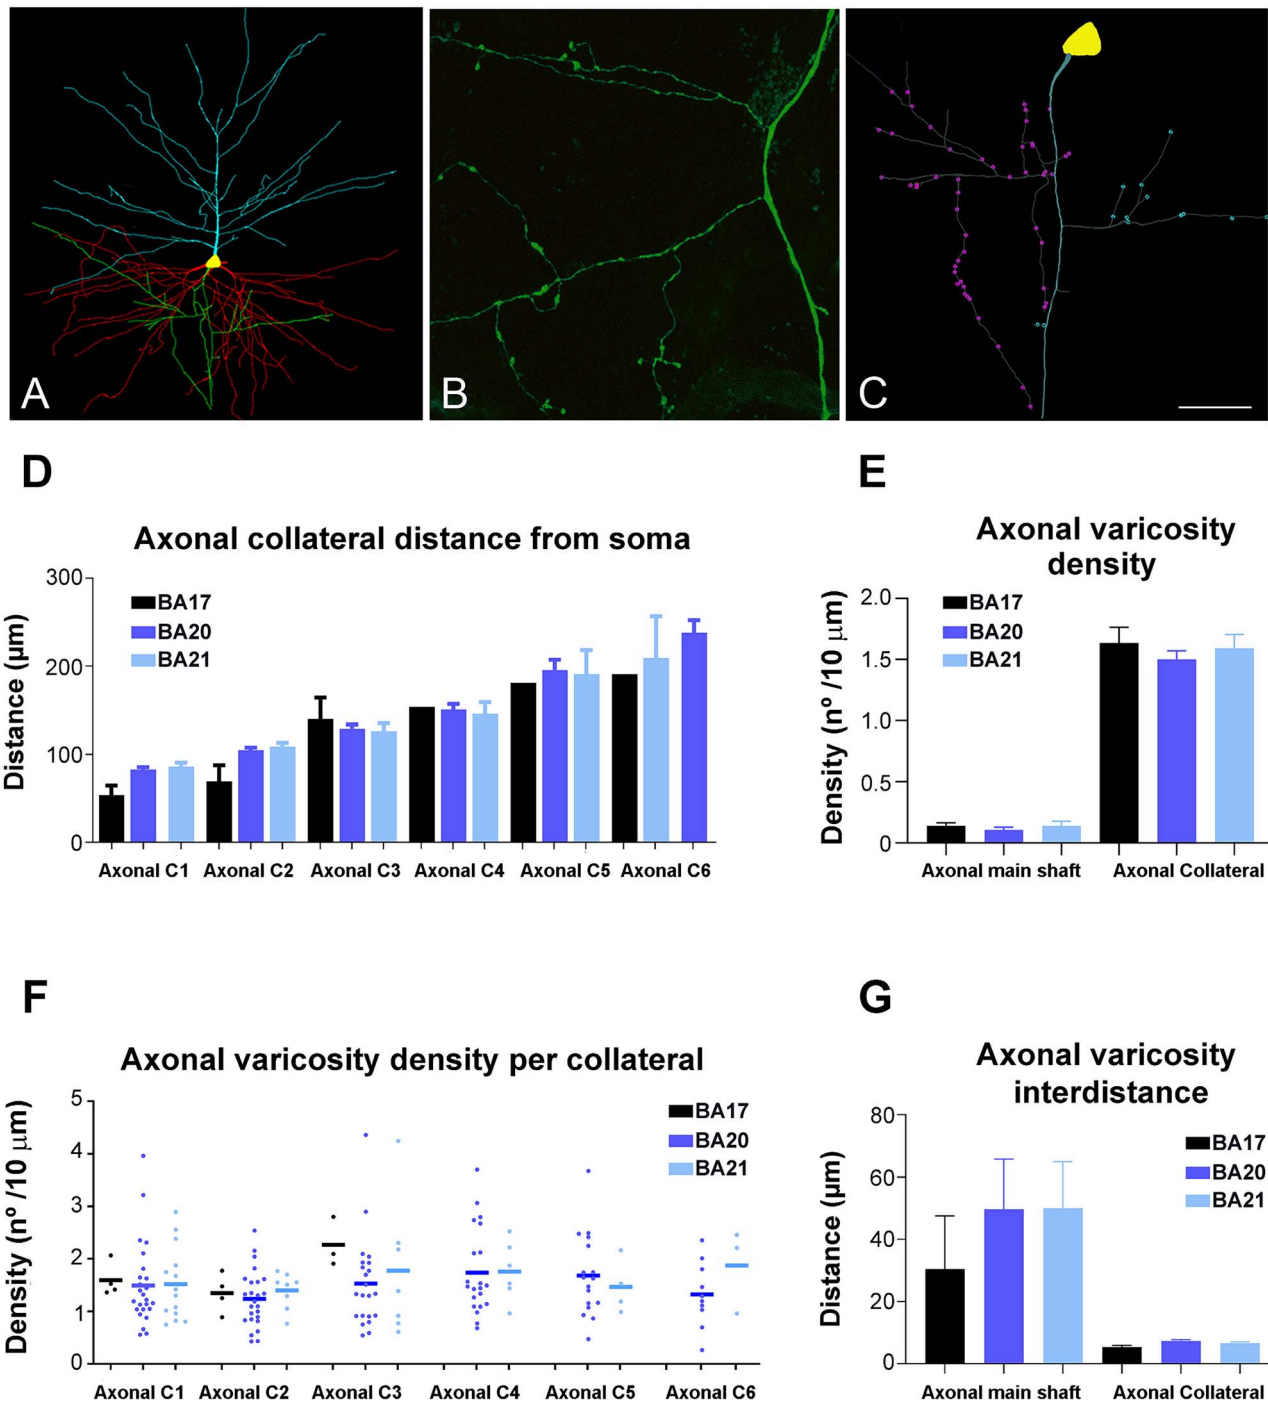 A
B
C
D
Axonal collateral distance from soma
Distance (µm)
300
200
100
0
BA17
BA20
BA21
Axonal C1 Axonal C2 Axonal C3 Axonal C4 Axonal C5 Axonal C6
E
Axonal varicosity
density
Density (nº /10 µm)
2.0
1.5
1.0
0.5
0
BA17
BA20
BA21
Axonal main shaft Axonal Collateral
F
Axonal varicosity density per collateral
Density (nº /10 µm)
5
4
3
2
1
0
BA17
BA20
BA21
Axonal C1 Axonal C2 Axonal C3 Axonal C4 Axonal C5 Axonal C6
G
Axonal varicosity
interdistance
Distance (µm)
80
60
40
20
0
BA17
BA20
BA21
Axonal main shaft Axonal Collateral